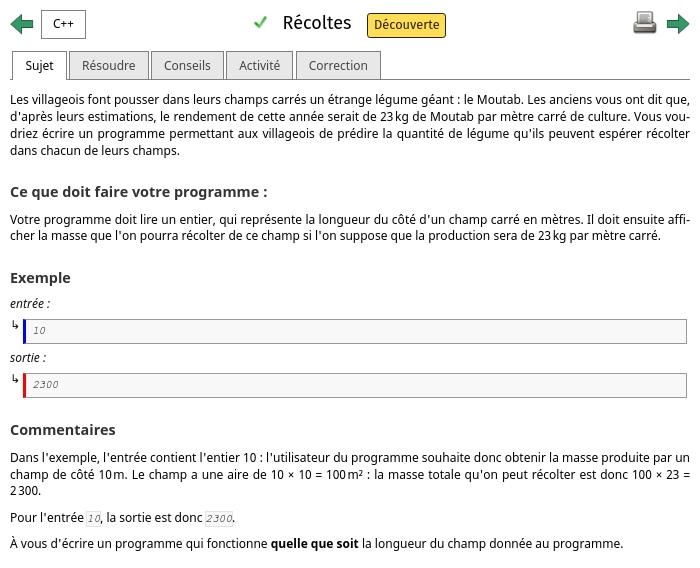 C++
Récoltes
Découverte
Sujet
Résoudre
Conseils
Activité
Correction
Les villageois font pousser dans leurs champs carrés un étrange légume géant : le Moutab. Les anciens vous ont dit que,
d'après leurs estimations, le rendement de cette année serait de 23 kg de Moutab par mètre carré de culture. Vous vou-
driez écrire un programme permettant aux villageois de prédire la quantité de légume qu'ils peuvent espérer récolter
dans chacun de leurs champs.
Ce que doit faire votre programme :
Votre programme doit lire un entier, qui représente la longueur du côté d'un champ carré en mètres. Il doit ensuite affi-
cher la masse que l'on pourra récolter de ce champ si l'on suppose que la production sera de 23 kg par mètre carré.
Exemple
entrée :
↳ 10
sortie :
↳ 2300
Commentaires
Dans l'exemple, l'entrée contient l'entier 10 : l'utilisateur du programme souhaite donc obtenir la masse produite par un
champ de côté 10 m. Le champ a une aire de 10 × 10 = 100 m² : la masse totale qu'on peut récolter est donc 100 × 23 =
2 300.
Pour l'entrée 10, la sortie est donc 2300.
À vous d'écrire un programme qui fonctionne quelle que soit la longueur du champ donnée au programme.